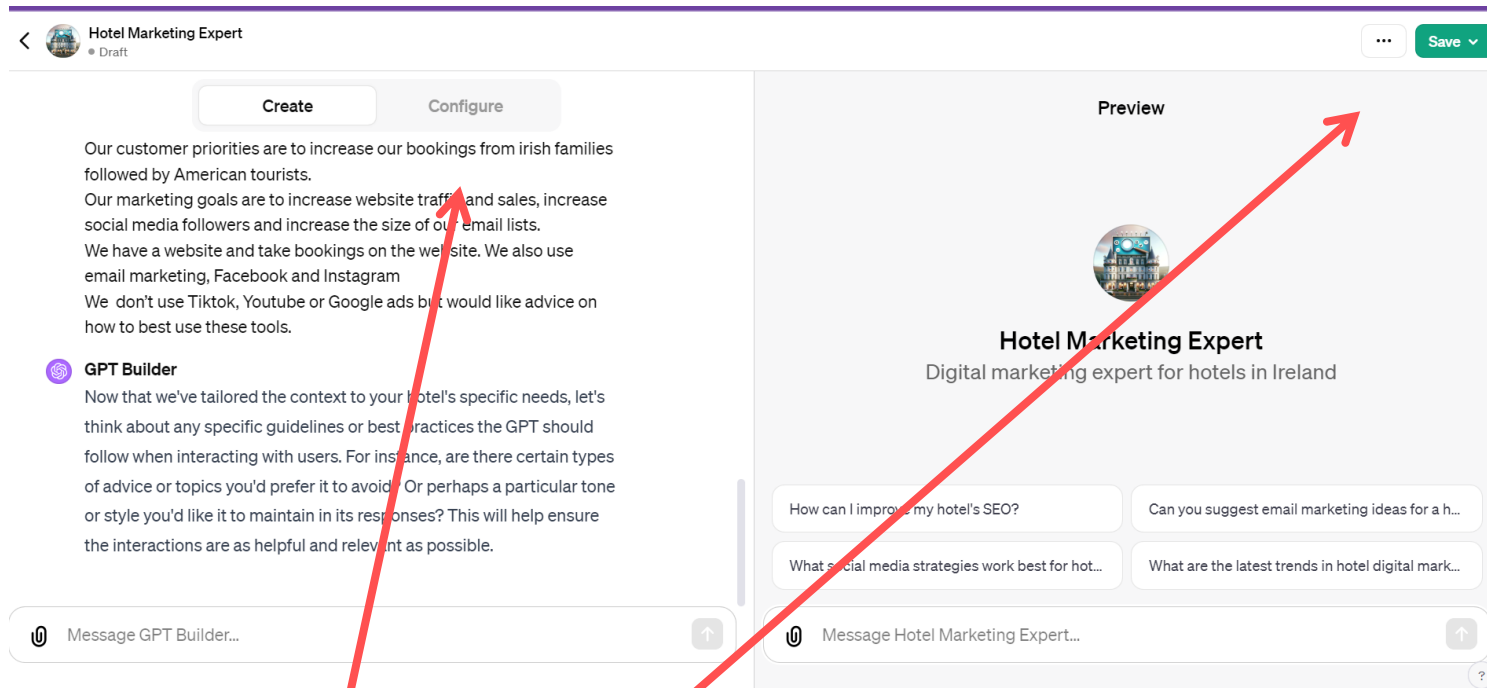 Hotel Marketing Expert
Draft
...
Save
Create
Configure
Preview
Our customer priorities are to increase our bookings from irish families
followed by American tourists.
Our marketing goals are to increase website traffic and sales, increase
social media followers and increase the size of our email lists.
We have a website and take bookings on the website. We also use
email marketing, Facebook and Instagram
We don't use Tiktok, Youtube or Google ads but would like advice on
how to best use these tools.
GPT Builder
Now that we've tailored the context to your hotel's specific needs, let's
think about any specific guidelines or best practices the GPT should
follow when interacting with users. For instance, are there certain types
of advice or topics you'd prefer it to avoid? Or perhaps a particular tone
or style you'd like it to maintain in its responses? This will help ensure
the interactions are as helpful and relevant as possible.
Message GPT Builder...
Hotel Marketing Expert
Digital marketing expert for hotels in Ireland
How can I improve my hotel's SEO?
Can you suggest email marketing ideas for a h...
What social media strategies work best for hot...
What are the latest trends in hotel digital mark...
Message Hotel Marketing Expert...
?